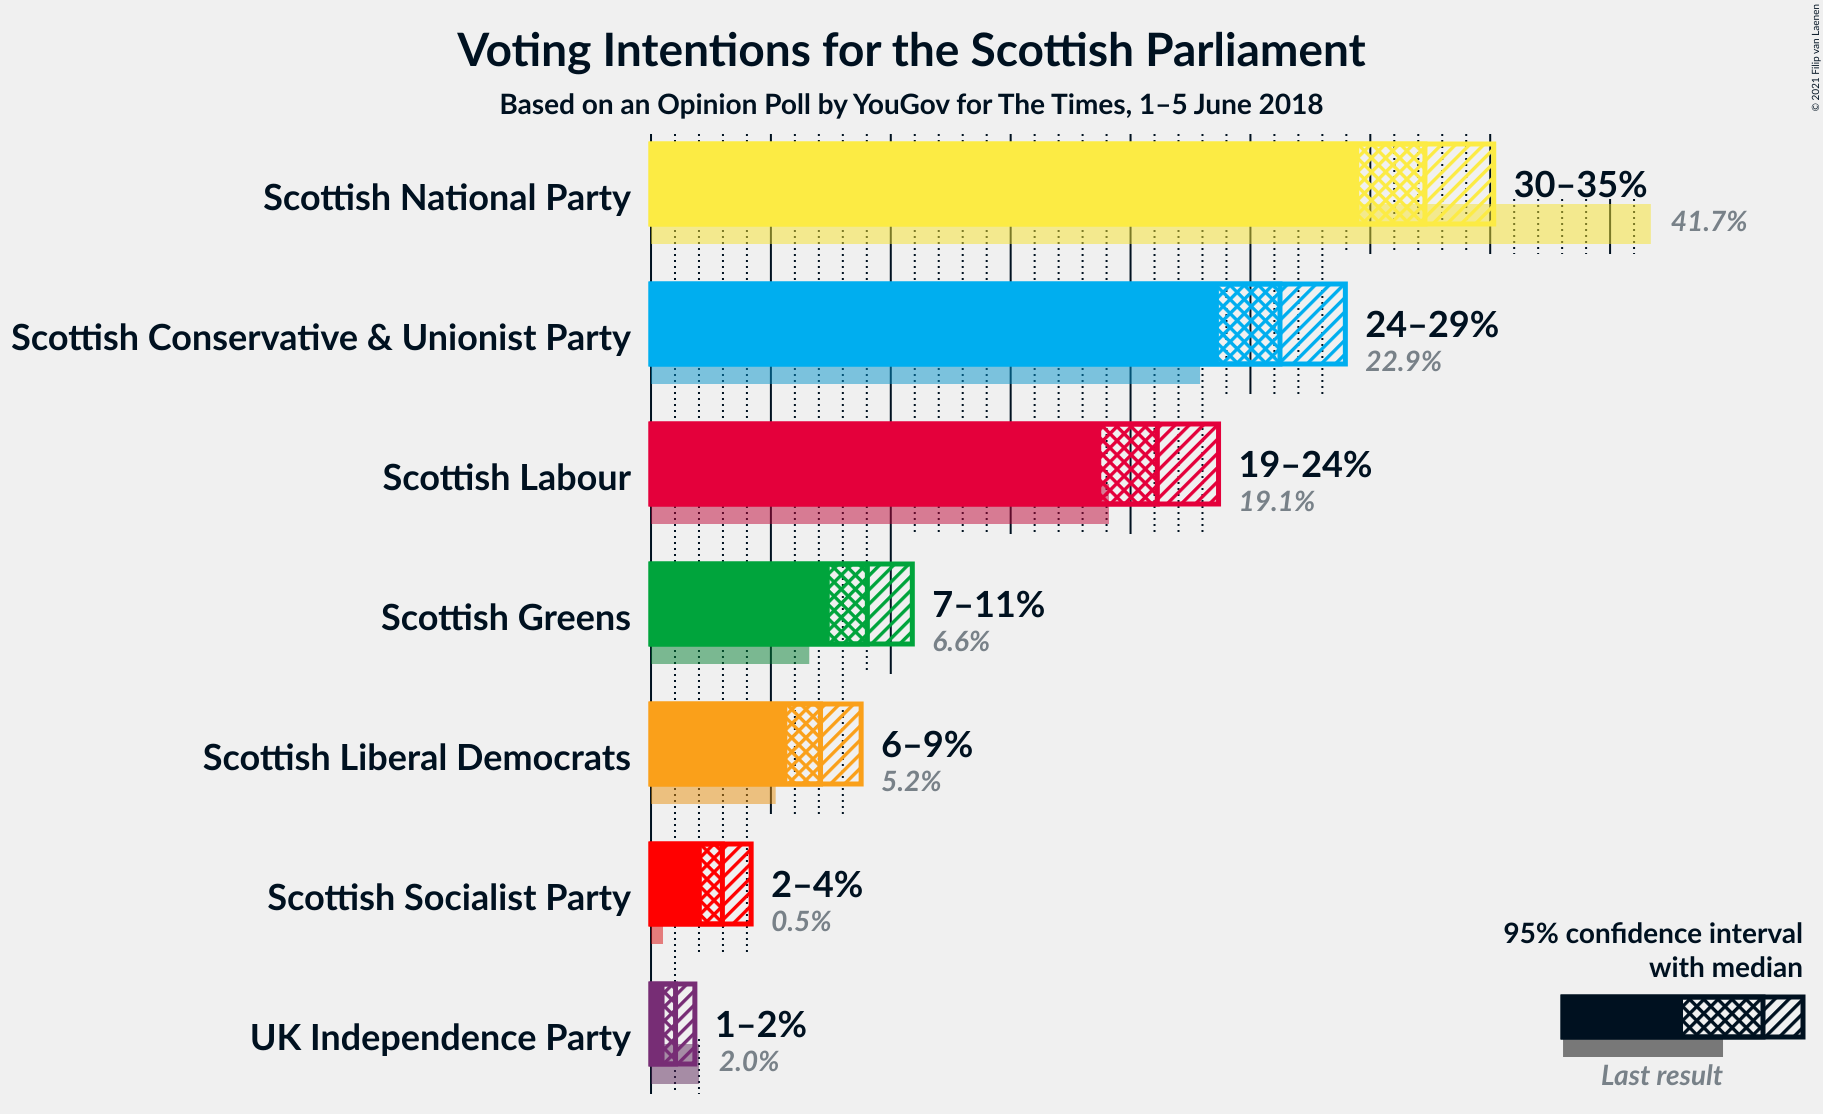 Voting Intentions for the Scottish Parliament
Based on an Opinion Poll by YouGov for The Times, 1–5 June 2018
© 2021 Filip van Laenen
Scottish National Party
30–35%
41.7%
Scottish Conservative & Unionist Party
24–29%
22.9%
Scottish Labour
19–24%
19.1%
Scottish Greens
7–11%
6.6%
Scottish Liberal Democrats
6–9%
5.2%
Scottish Socialist Party
2–4%
0.5%
UK Independence Party
1–2%
2.0%
95% confidence interval
with median
Last result